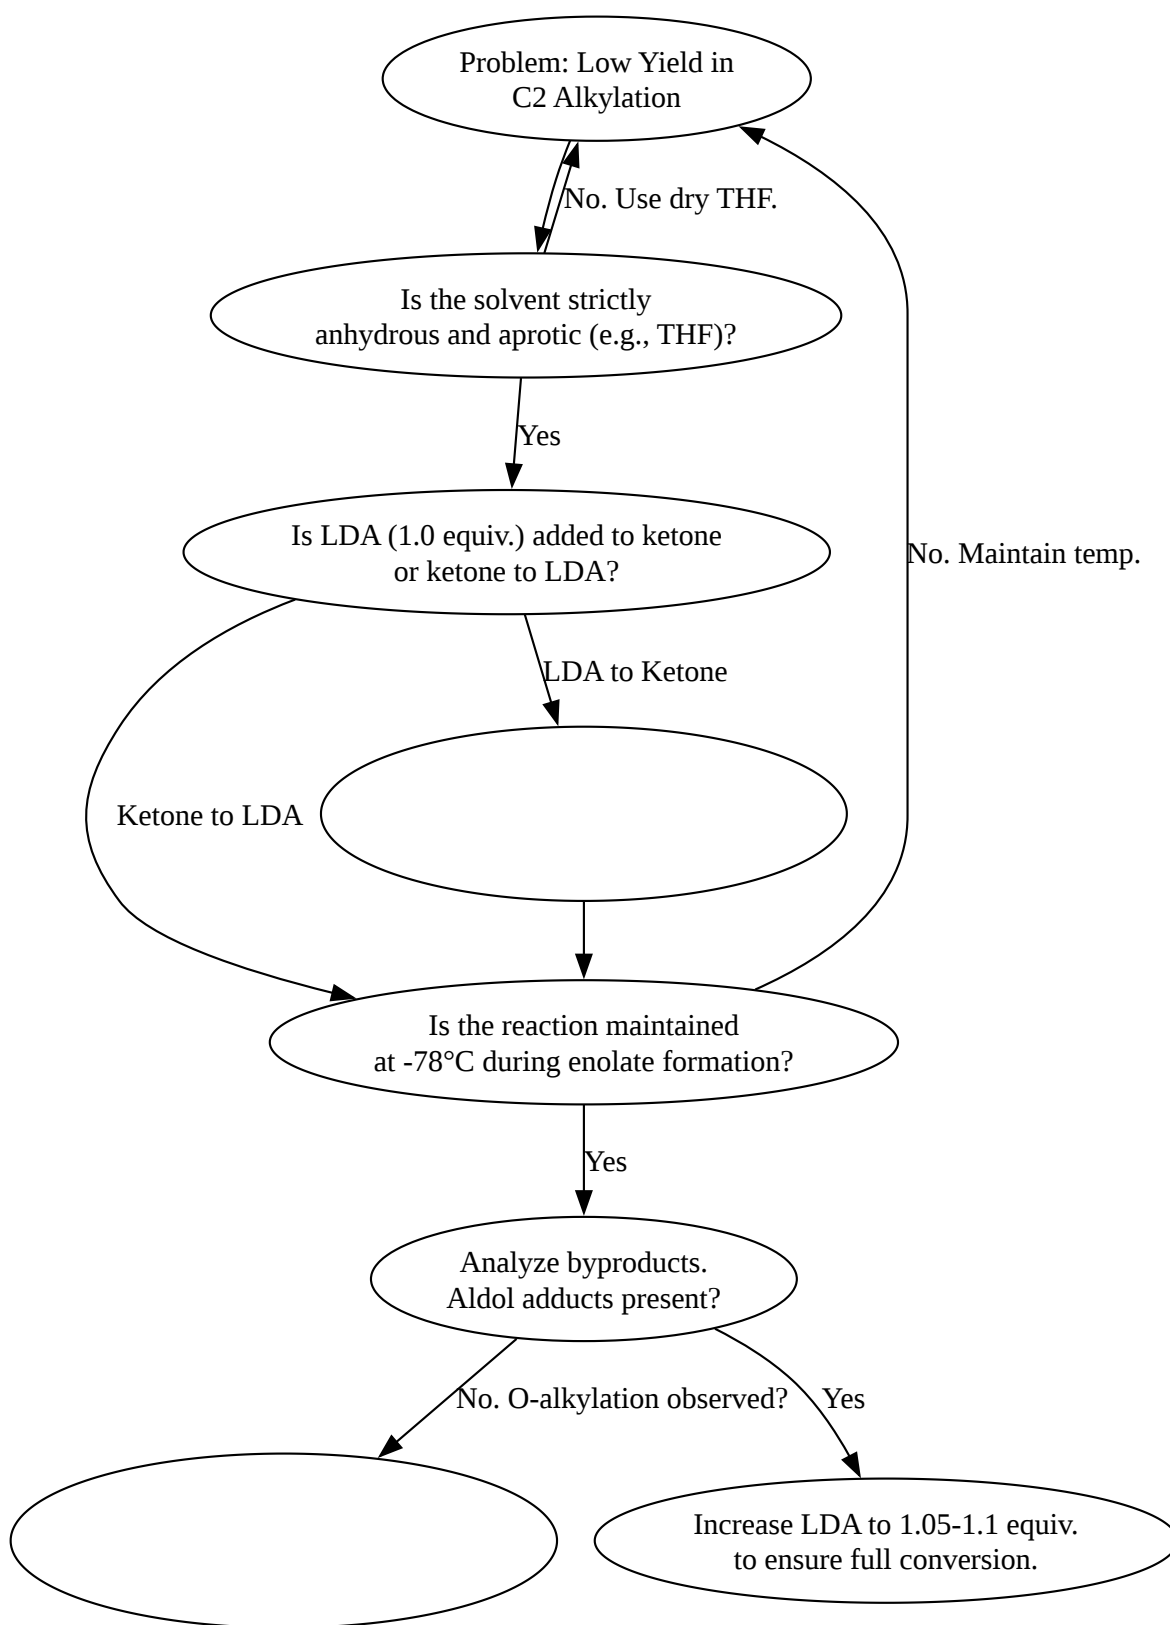 Problem: Low Yield in
C2 Alkylation
No. Use dry THF.
Is the solvent strictly
anhydrous and aprotic (e.g., THF)?
Yes
Is LDA (1.0 equiv.) added to ketone
or ketone to LDA?
No. Maintain temp.
LDA to Ketone
Ketone to LDA
Is the reaction maintained
at -78°C during enolate formation?
Yes
Analyze byproducts.
Aldol adducts present?
No. O-alkylation observed?
Yes
Increase LDA to 1.05-1.1 equiv.
to ensure full conversion.